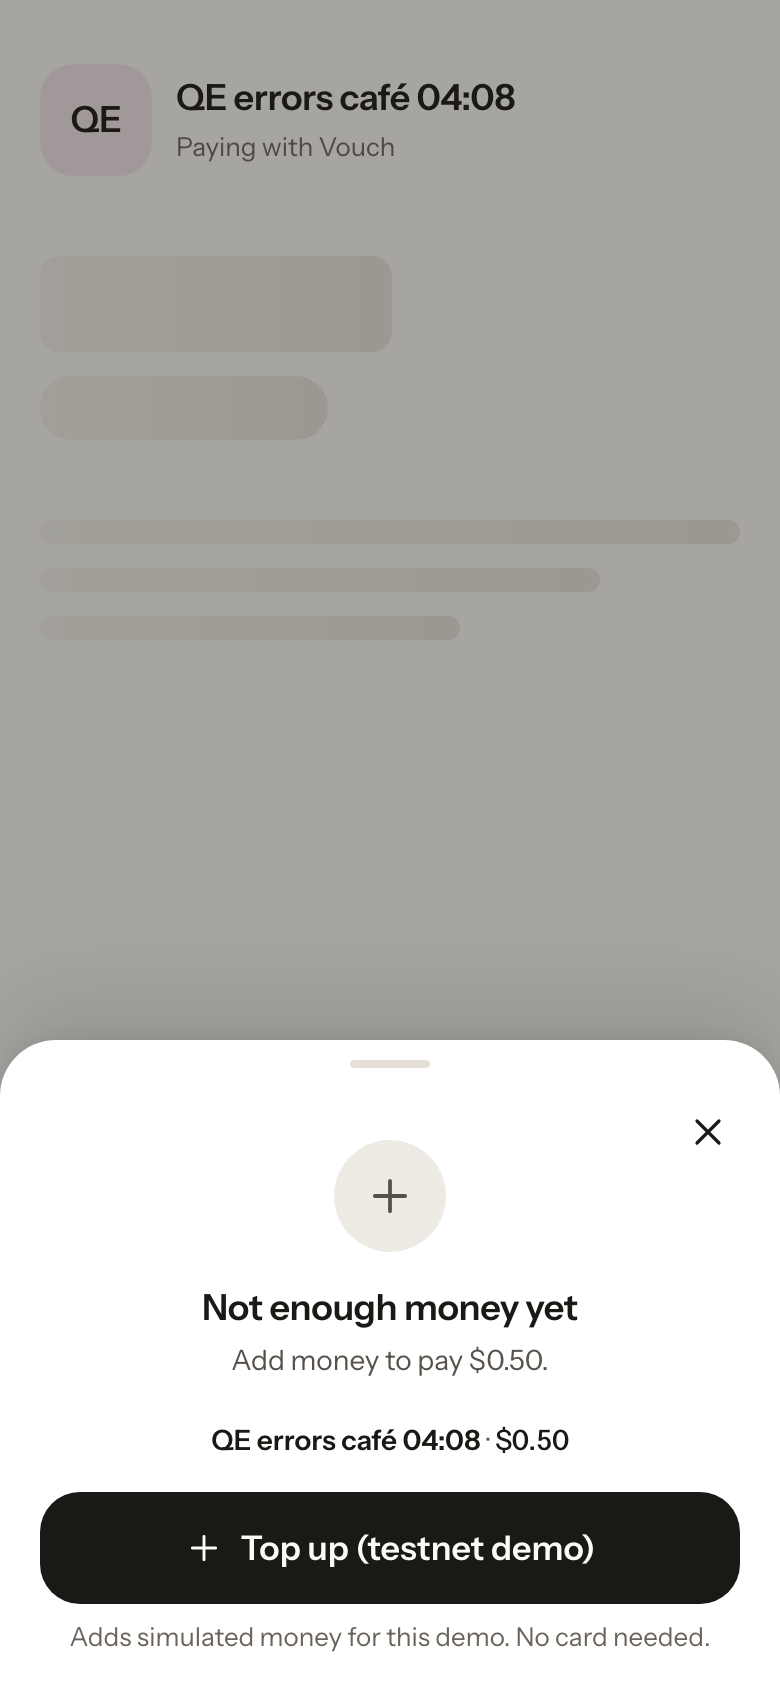 QE
QE errors café 04:08
Paying with Vouch
Not enough money yet
Add money to pay $0.50.
QE errors café 04:08 · $0.50
Top up (testnet demo)
Adds simulated money for this demo. No card needed.